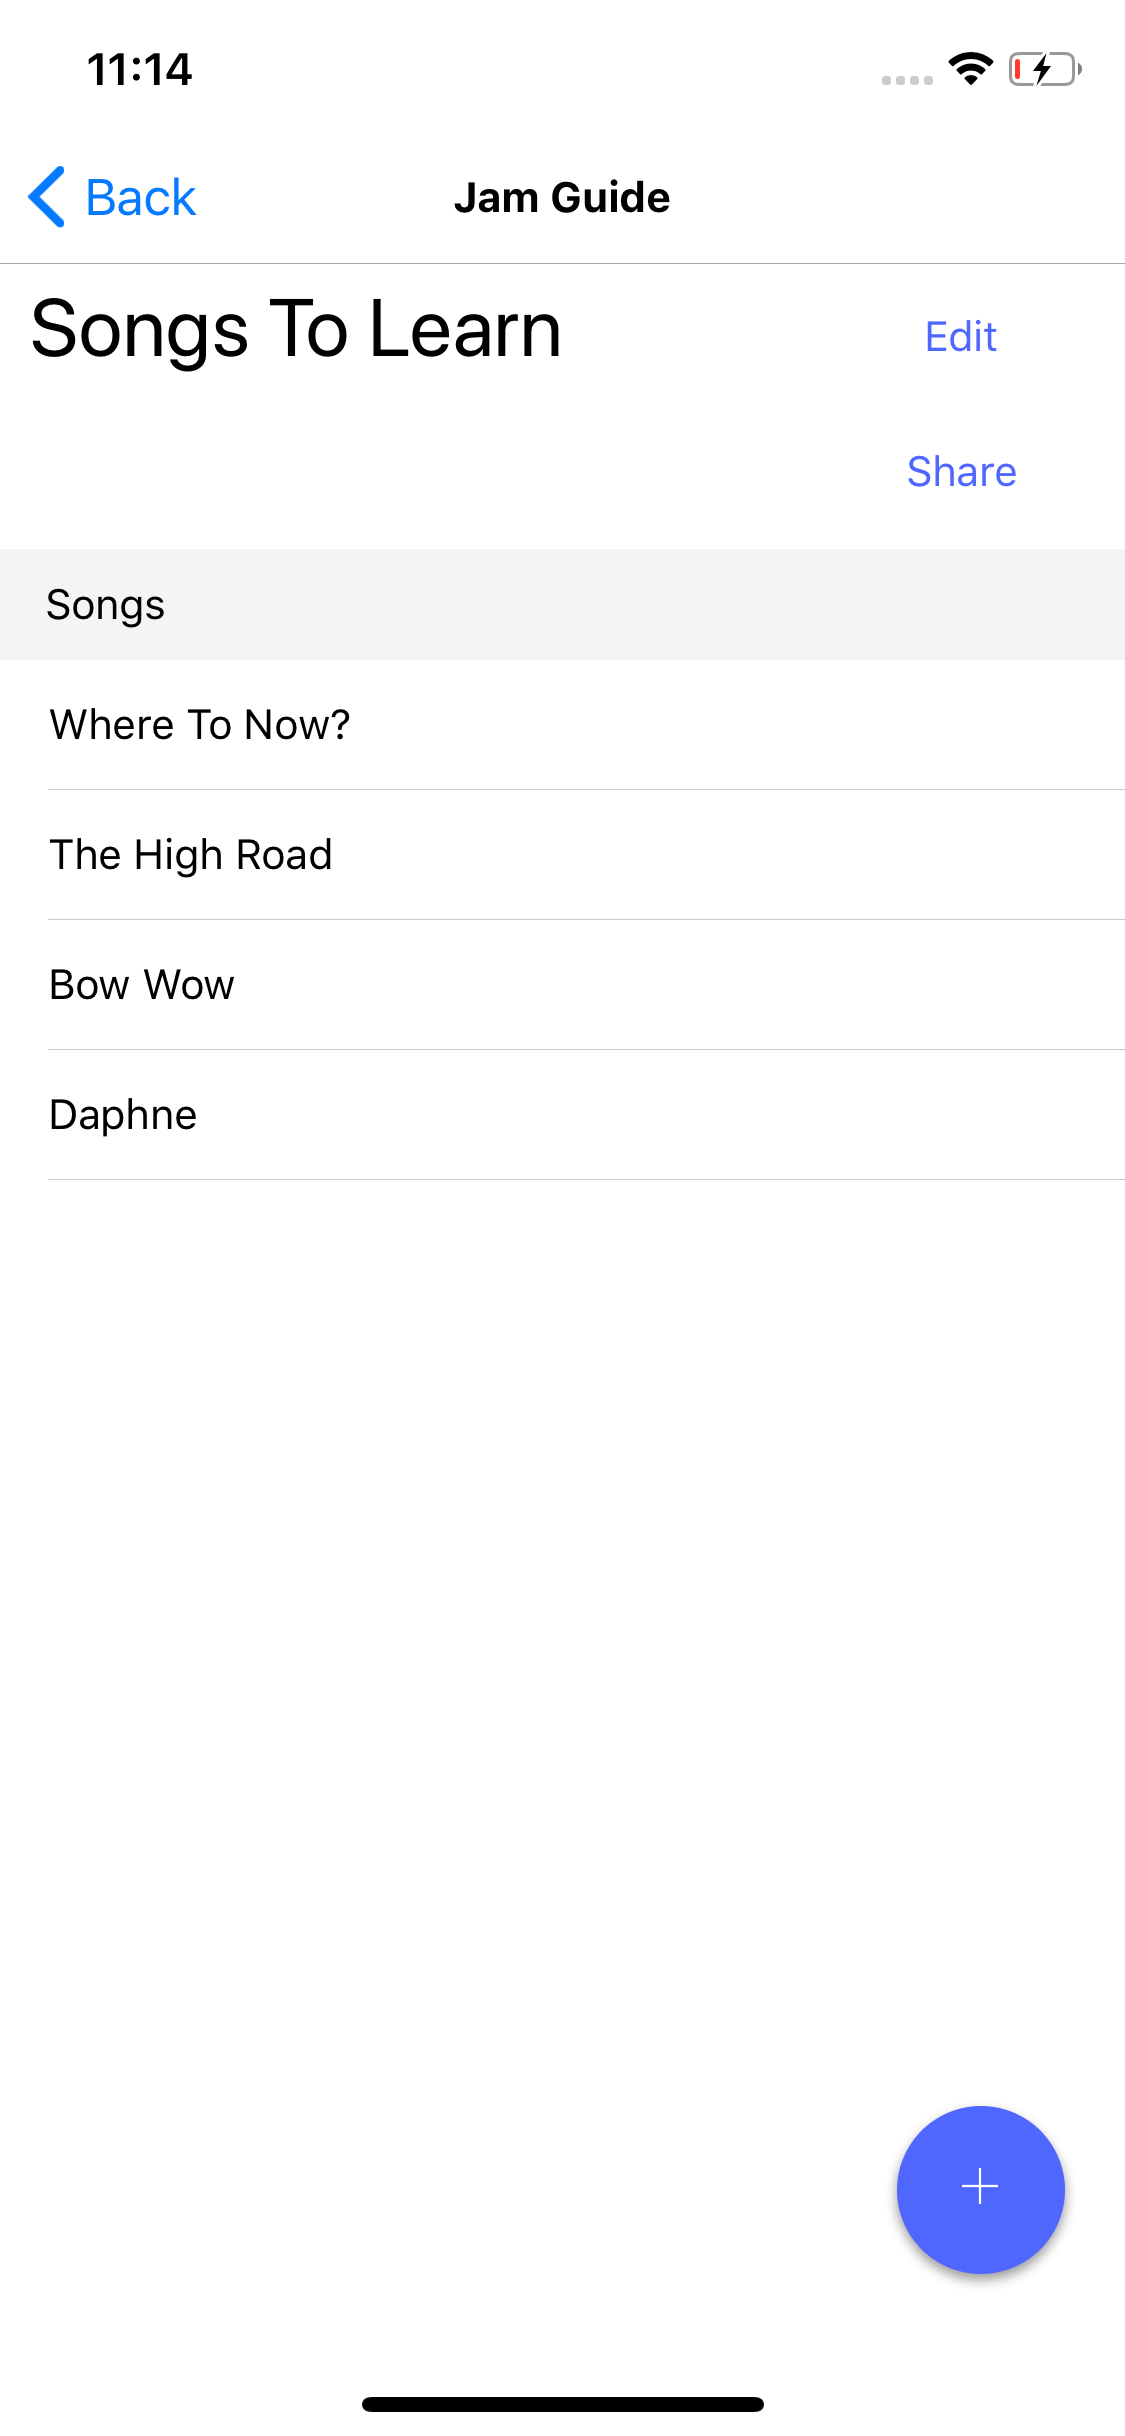 11:14
Back
Jam Guide
Songs To Learn
Edit
Share
Songs
Where To Now?
The High Road
Bow Wow
Daphne
+